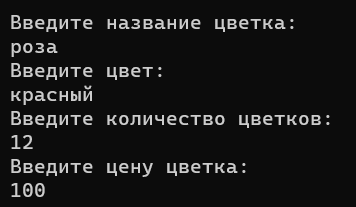 Введите название цветка:
роза
Введите цвет:
красный
Введите количество цветков:
12
Введите цену цветка:
100